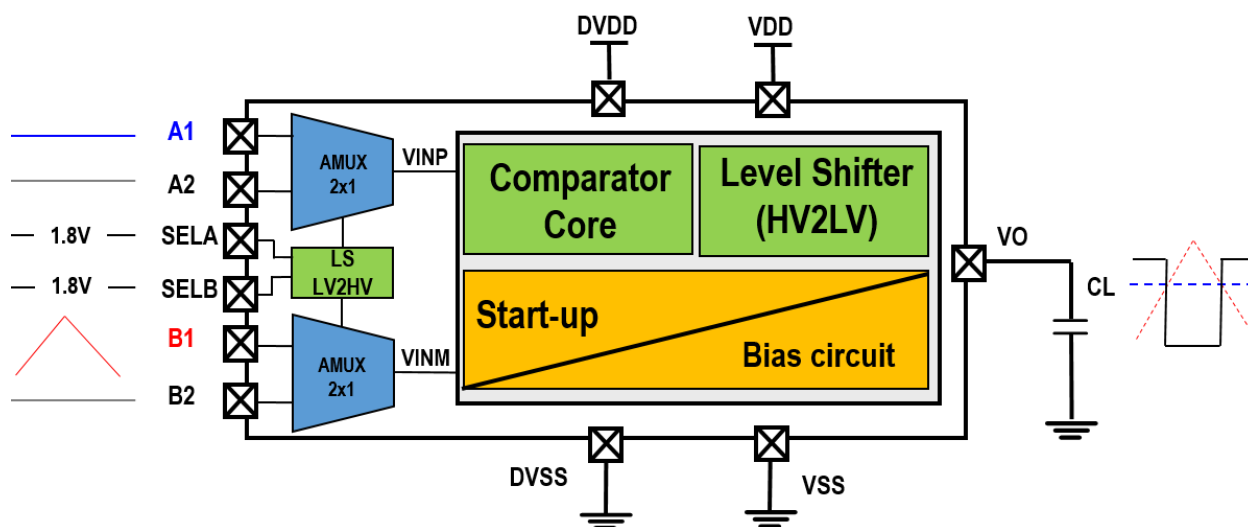 DVDD
VDD
A1
A2
1.8V
SELA
1.8V
SELB
B1
B2
AMUX
2x1
LS
LV2HV
AMUX
2x1
VINP
VINM
Comparator
Core
Level Shifter
(HV2LV)
Start-up
Bias circuit
VO
CL
DVSS
VSS